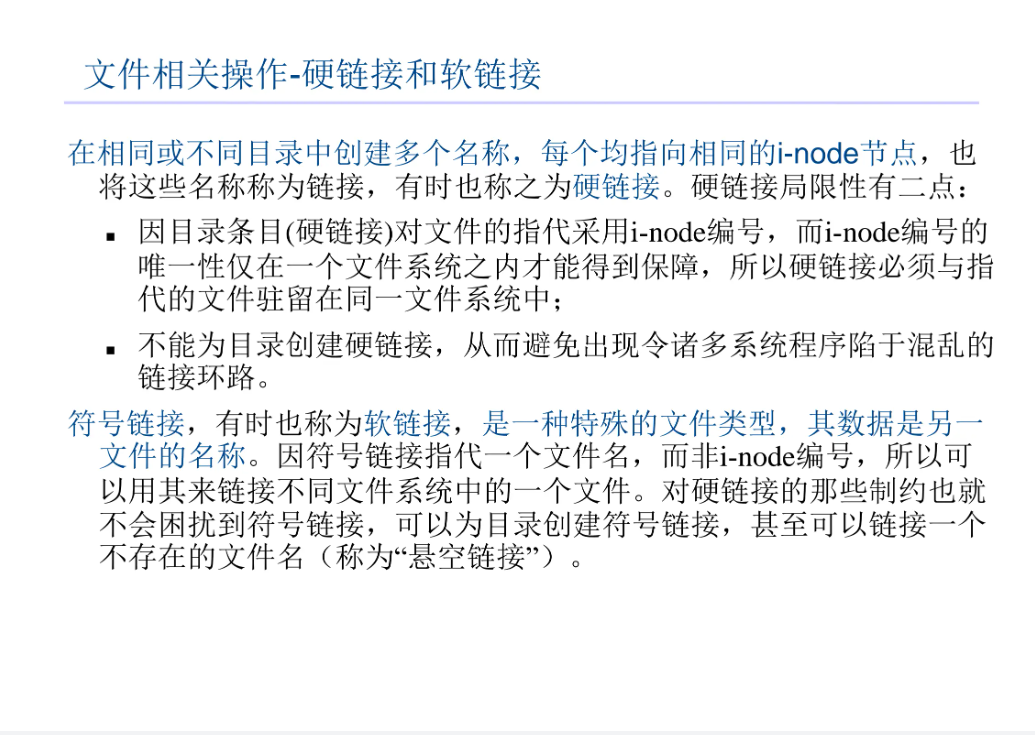 文件相关操作-硬链接和软链接
在相同或不同目录中创建多个名称，每个均指向相同的i-node节点，也
将这些名称称为链接，有时也称之为硬链接。硬链接局限性有二点：
▪ 因目录条目(硬链接)对文件的指代采用i-node编号，而i-node编号的
唯一性仅在一个文件系统之内才能得到保障，所以硬链接必须与指
代的文件驻留在同一文件系统中；
▪ 不能为目录创建硬链接，从而避免出现令诸多系统程序陷于混乱的
链接环路。
符号链接，有时也称为软链接，是一种特殊的文件类型，其数据是另一
文件的名称。因符号链接指代一个文件名，而非i-node编号，所以可
以用其来链接不同文件系统中的一个文件。对硬链接的那些制约也就
不会困扰到符号链接，可以为目录创建符号链接，甚至可以链接一个
不存在的文件名（称为“悬空链接”）。